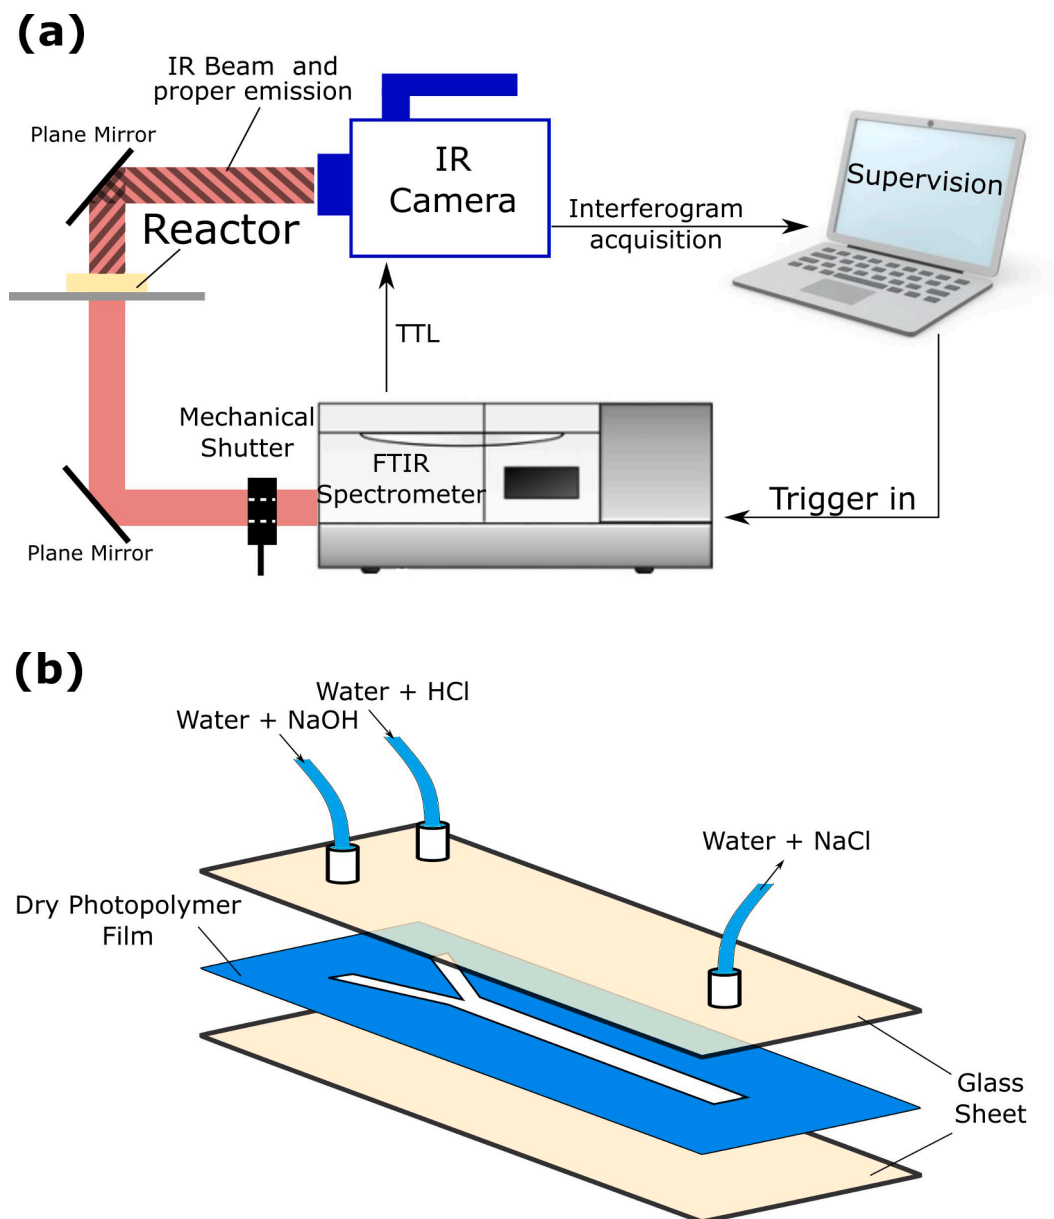 (a)
IR Beam and
proper emission
Plane Mirror
IR
Camera
Supervision
Reactor
Interferogram
acquisition
TTL
Mechanical
Shutter
FTIR
Spectrometer
Trigger in
Plane Mirror
(b)
Water + HCl
Water + NaOH
Water + NaCl
Dry Photopolymer
Film
Glass
Sheet